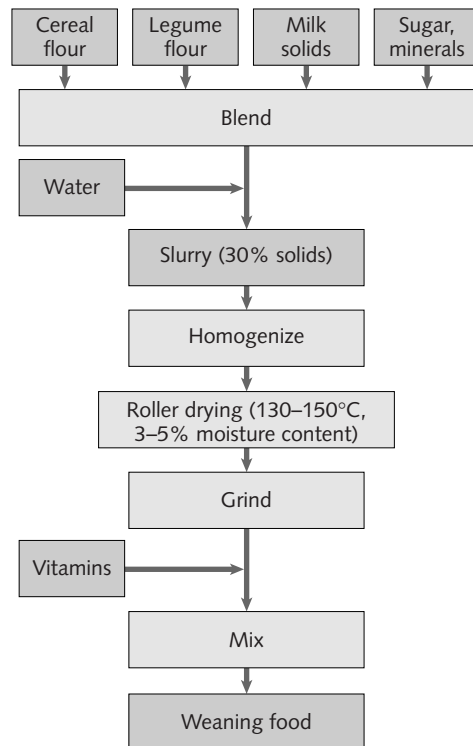 Cereal
flour
Legume
flour
Milk
solids
Sugar,
minerals
Blend
Water
Slurry (30% solids)
Homogenize
Roller drying (130–150°C,
3–5% moisture content)
Grind
Vitamins
Mix
Weaning food